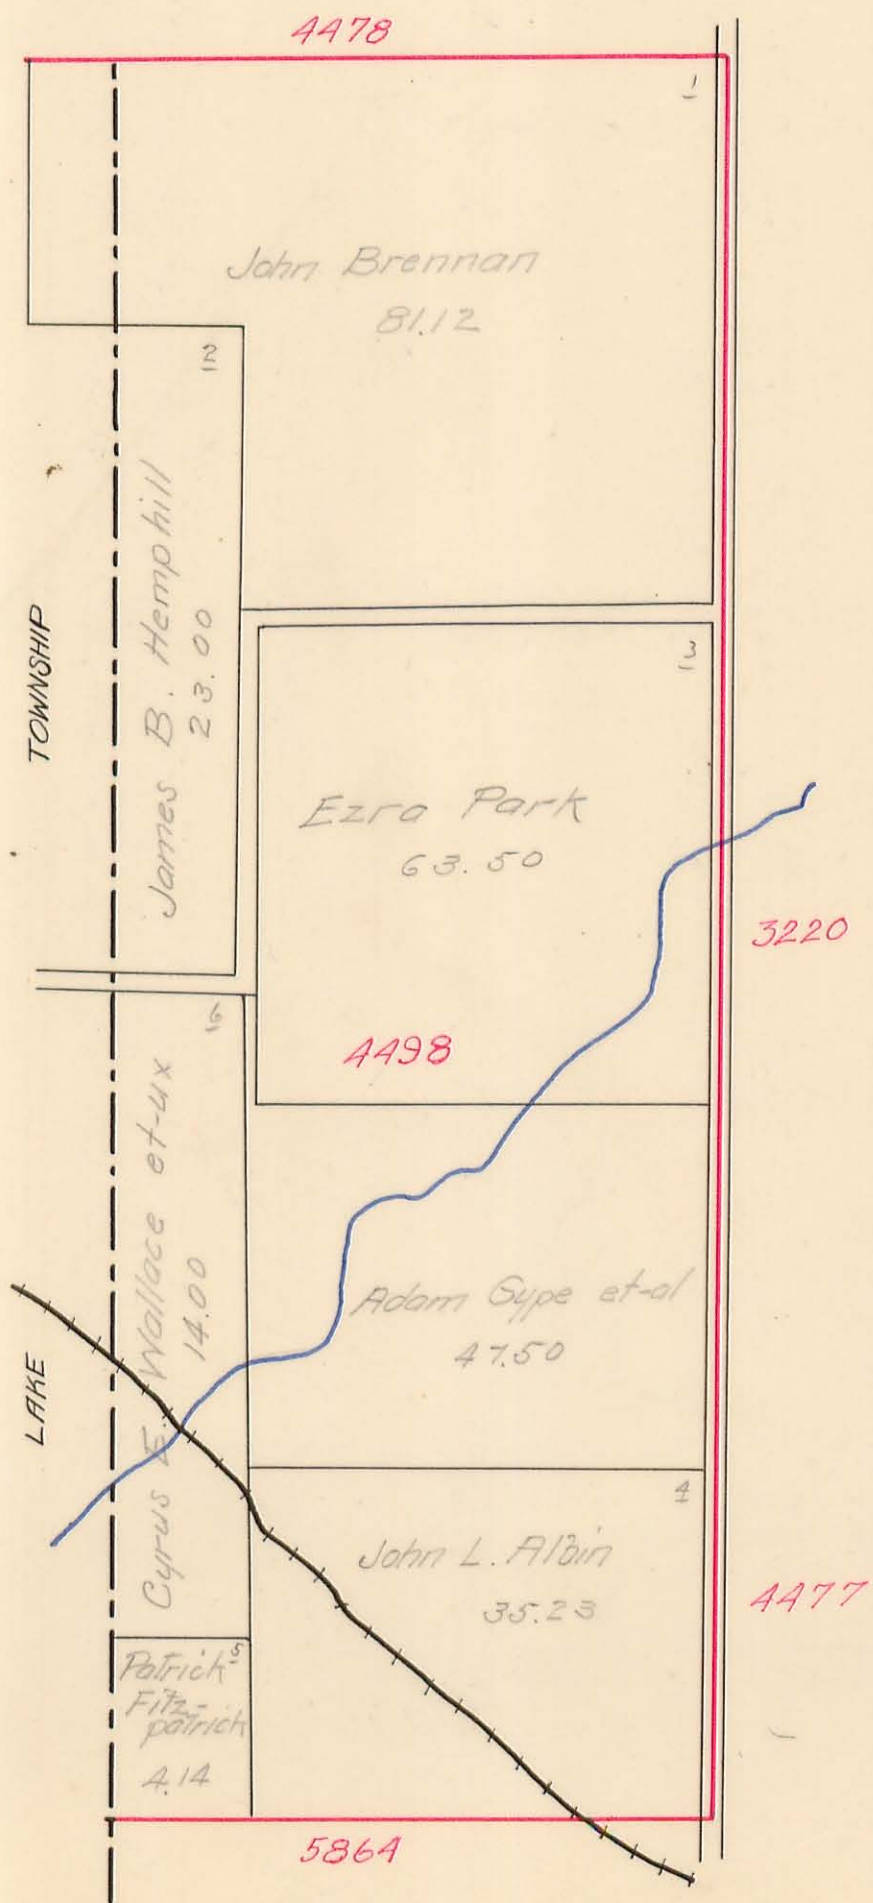 4478
1
John Brennan
81.12
2
James B. Hemphill
23.00
TOWNSHIP
3
Ezra Park
63.50
3220
4498
6
Cyrus E. Wallace et-ux
14.00
Adam Gype et-al
47.50
LAKE
4
John L. Albin
35.23
4477
5
Patrick
Fitz-
patrick
4.14
5864